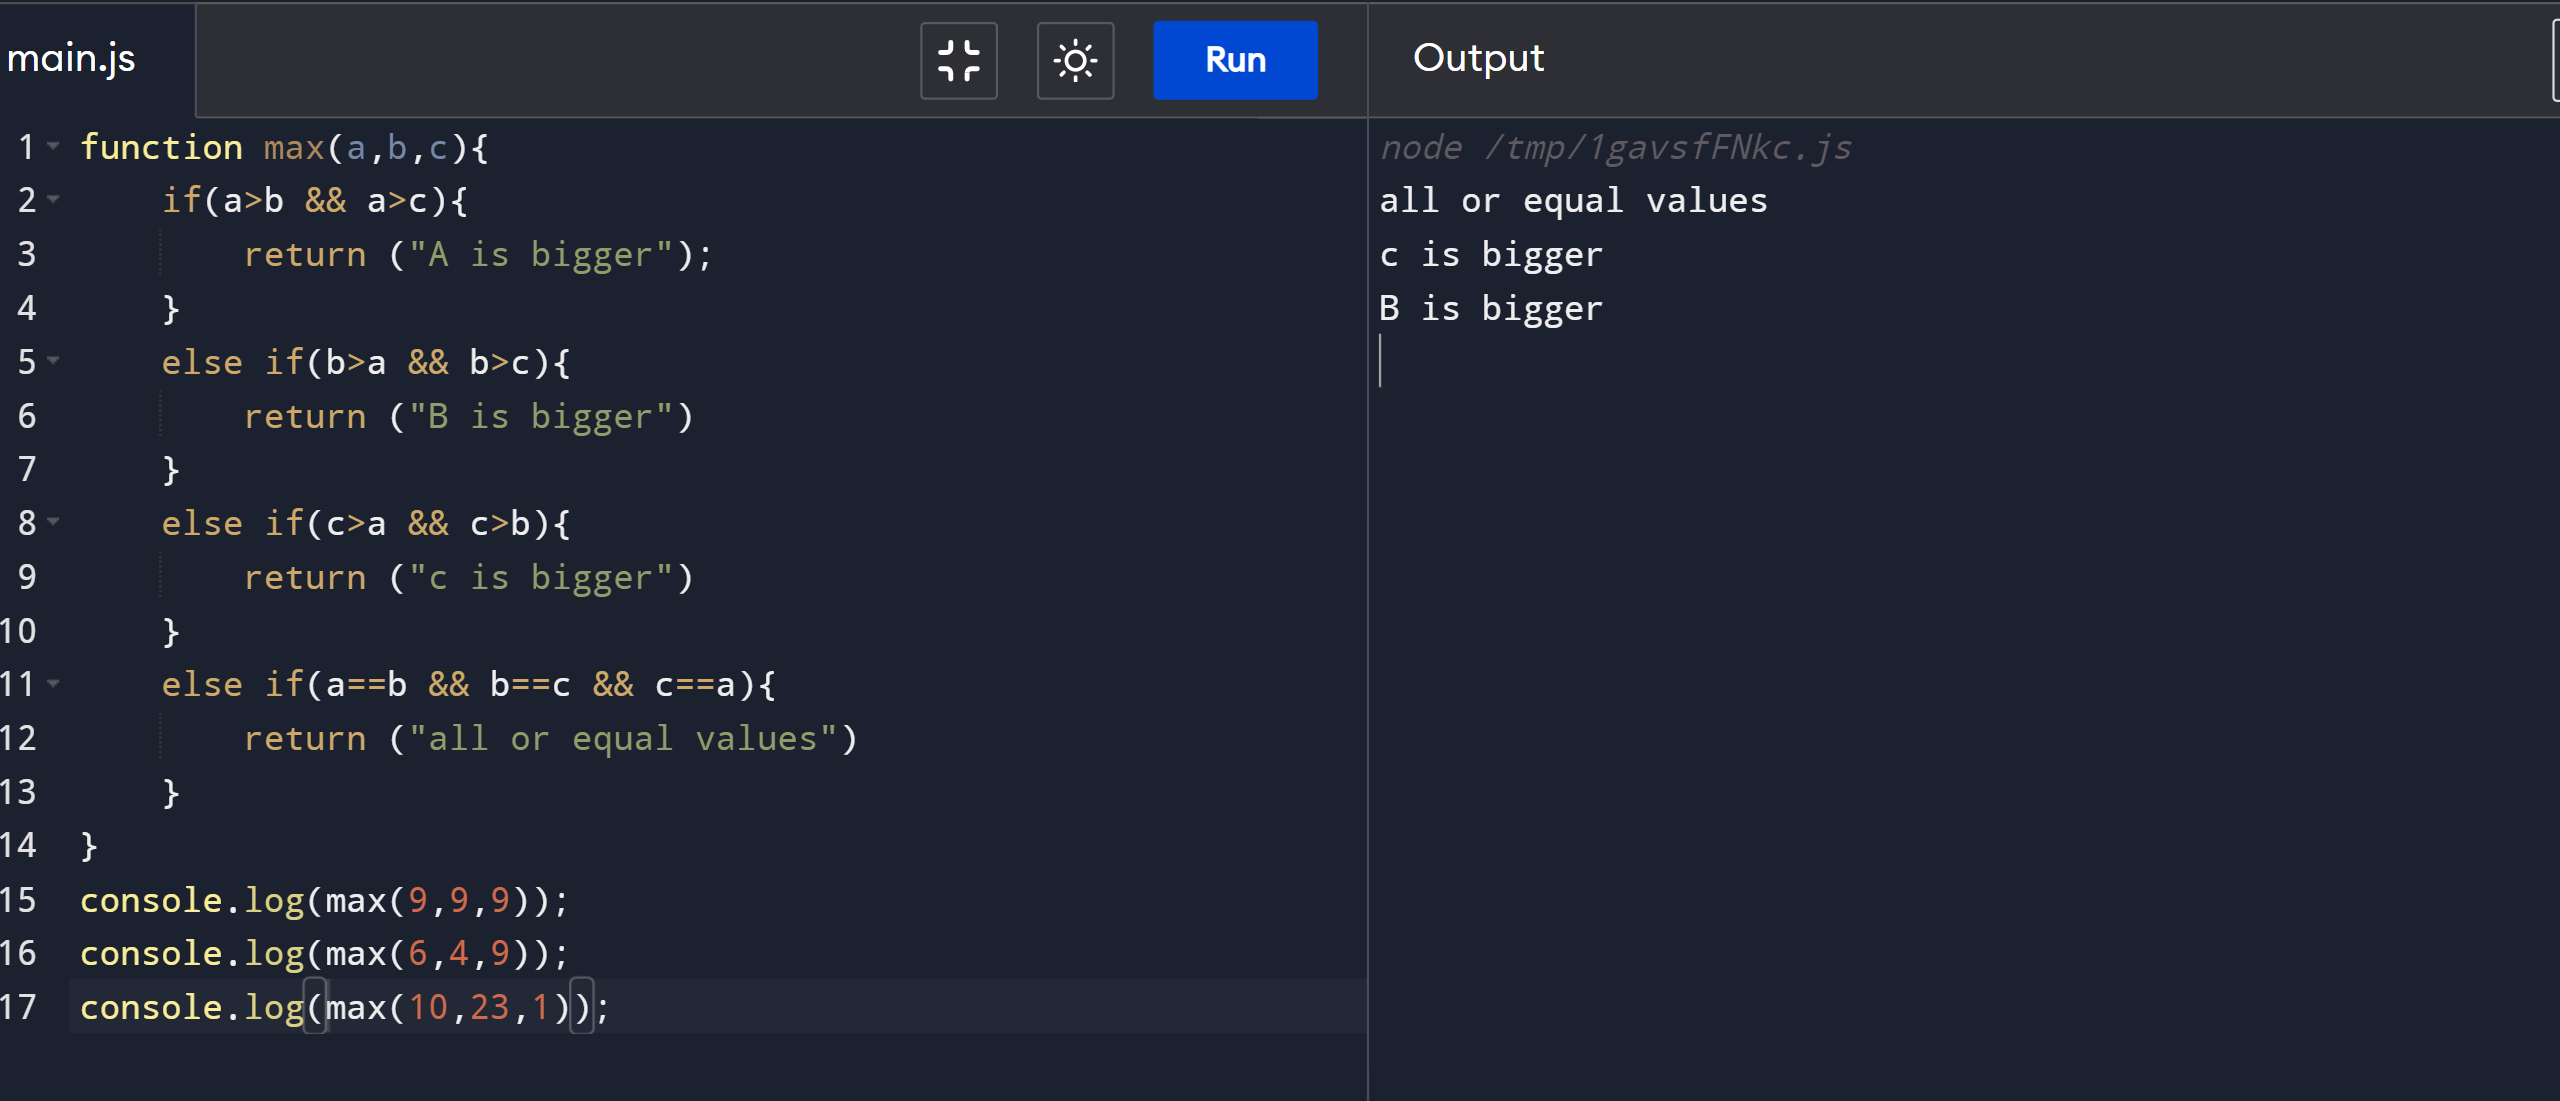 main.js
Run
Output
1 function max(a,b,c){
2     if(a>b && a>c){
3         return ("A is bigger");
4     }
5     else if(b>a && b>c){
6         return ("B is bigger")
7     }
8     else if(c>a && c>b){
9         return ("c is bigger")
10     }
11     else if(a==b && b==c && c==a){
12         return ("all or equal values")
13     }
14 }
15 console.log(max(9,9,9));
16 console.log(max(6,4,9));
17 console.log(max(10,23,1));
node /tmp/1gavsfFNkc.js
all or equal values
c is bigger
B is bigger